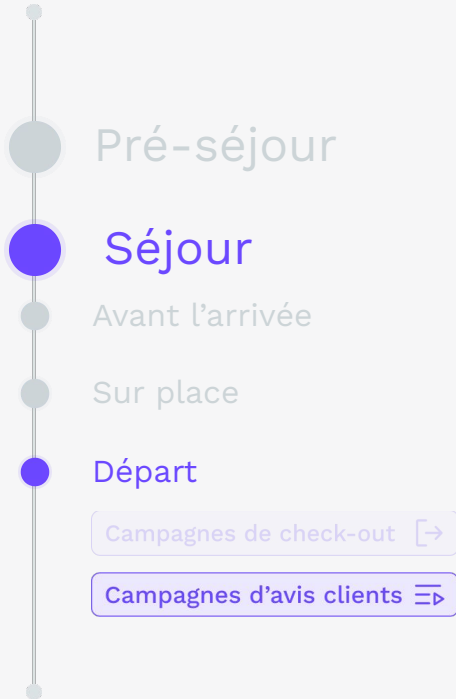 Pré-séjour
Séjour
Avant l’arrivée
Sur place
Départ
Campagnes de check-out
Campagnes d’avis clients